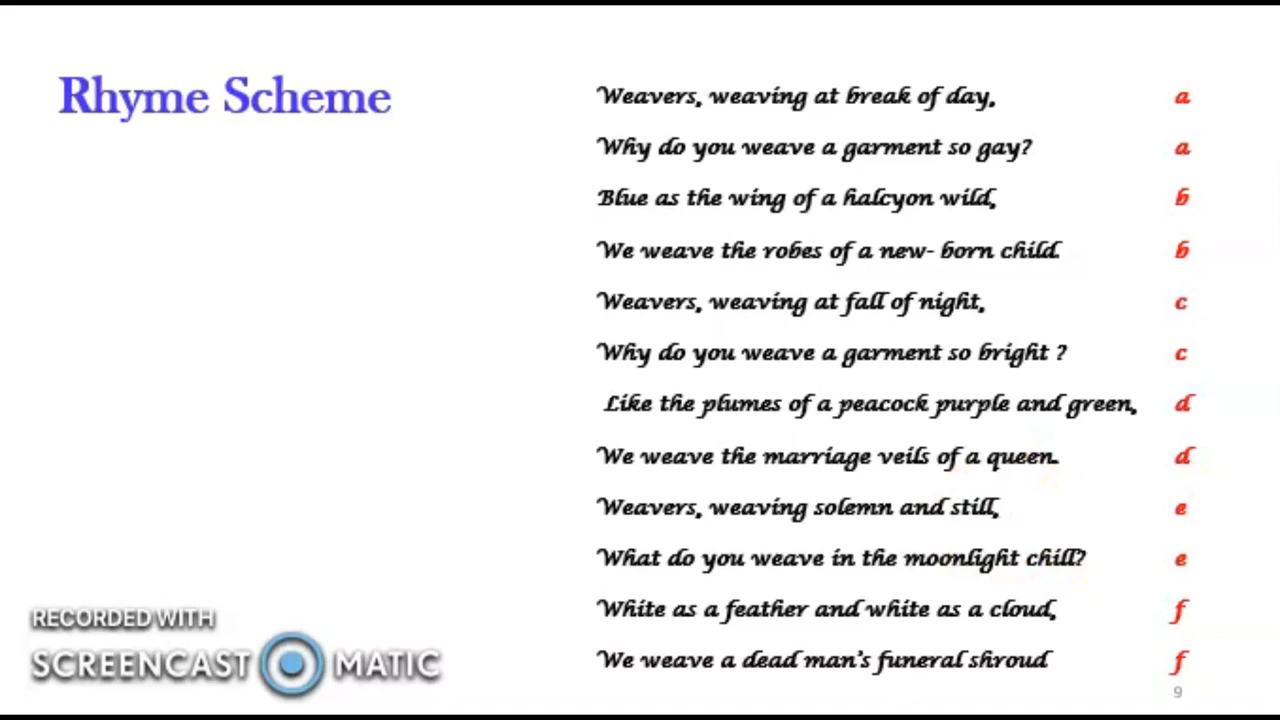 Rhyme Scheme
Weavers, weaving at break of day, a
Why do you weave a garment so gay? a
Blue as the wing of a halcyon wild, b
We weave the robes of a new- born child. b
Weavers, weaving at fall of night, c
Why do you weave a garment so bright ? c
Like the plumes of a peacock purple and green, d
We weave the marriage veils of a queen. d
Weavers, weaving solemn and still, e
What do you weave in the moonlight chill? e
White as a feather and white as a cloud, f
We weave a dead man's funeral shroud f
RECORDED WITH
SCREENCAST MATIC
9